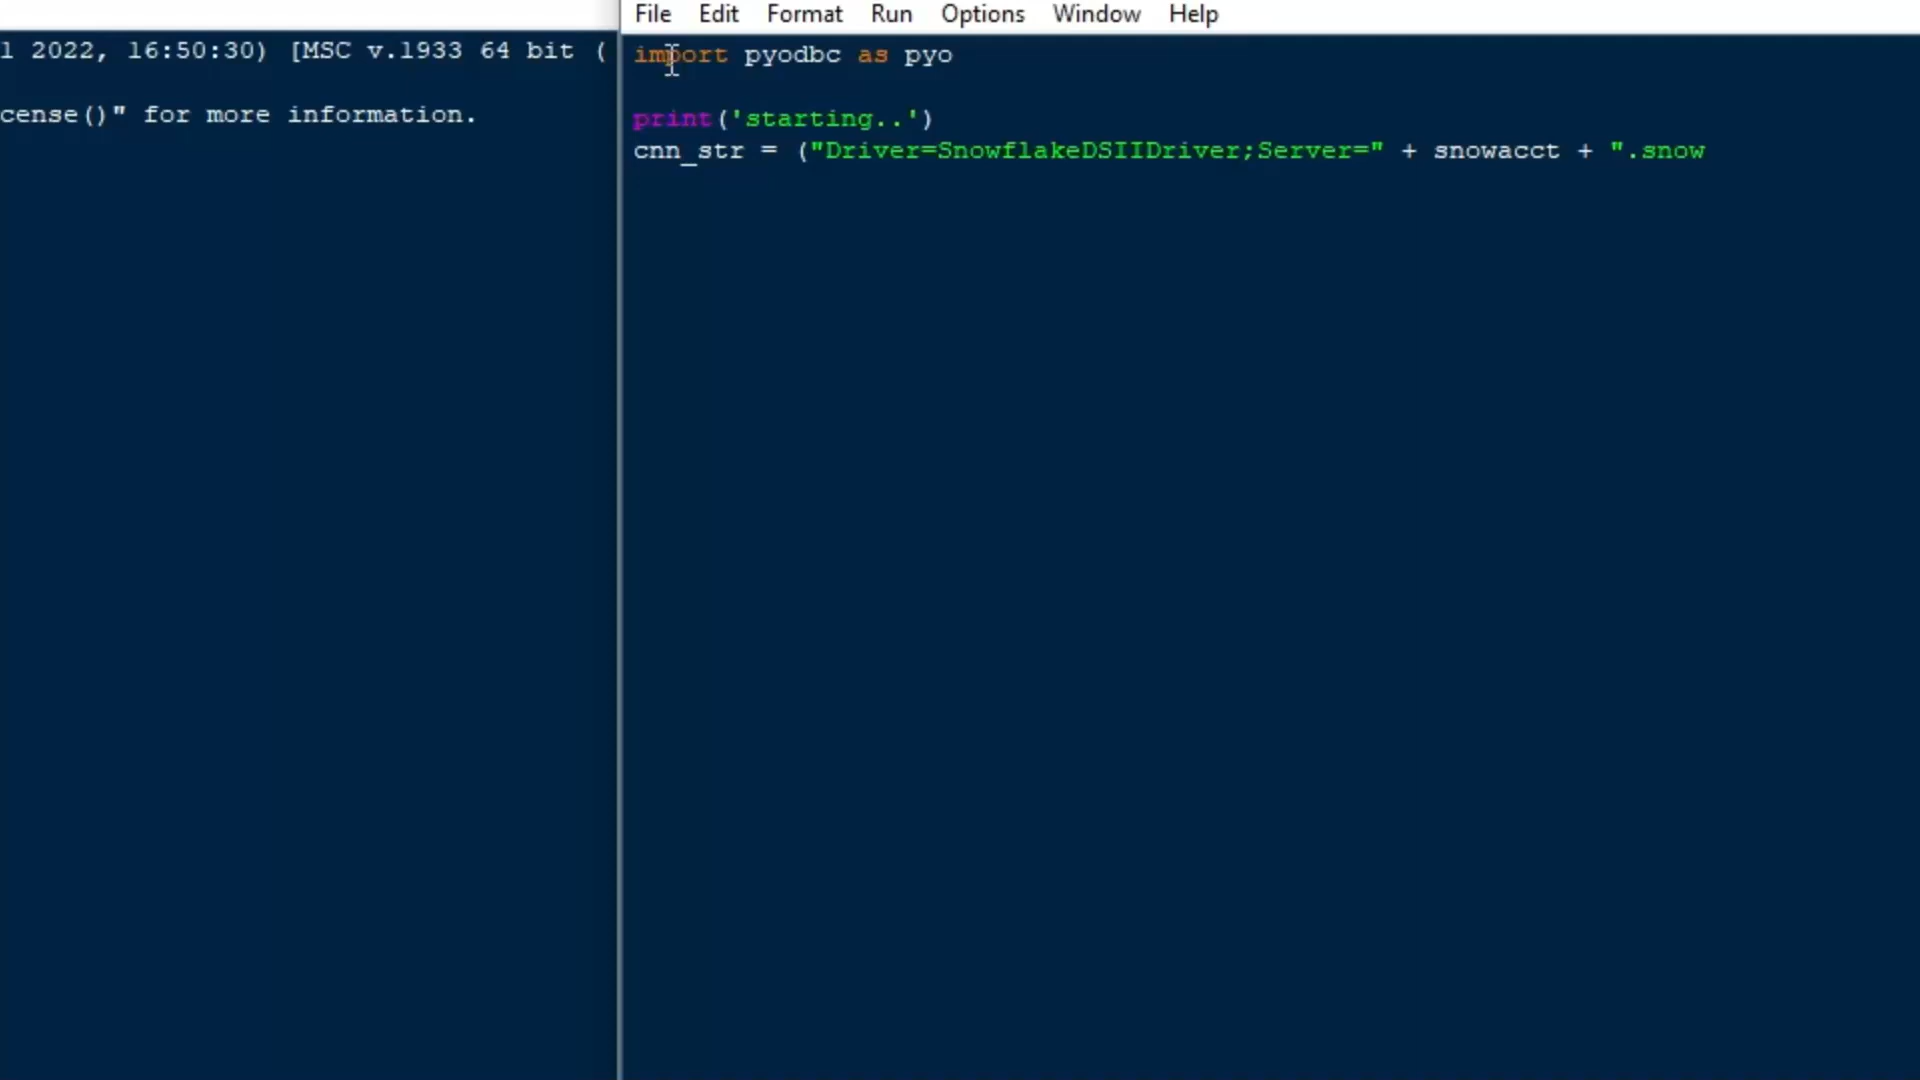 File Edit Format Run Options Window Help
l 2022, 16:50:30) [MSC v.1933 64 bit (
cense()" for more information.
import pyodbc as pyo
print('starting..')
cnn_str = ("Driver=SnowflakeDSIIDriver;Server=" + snowacct + ".snow